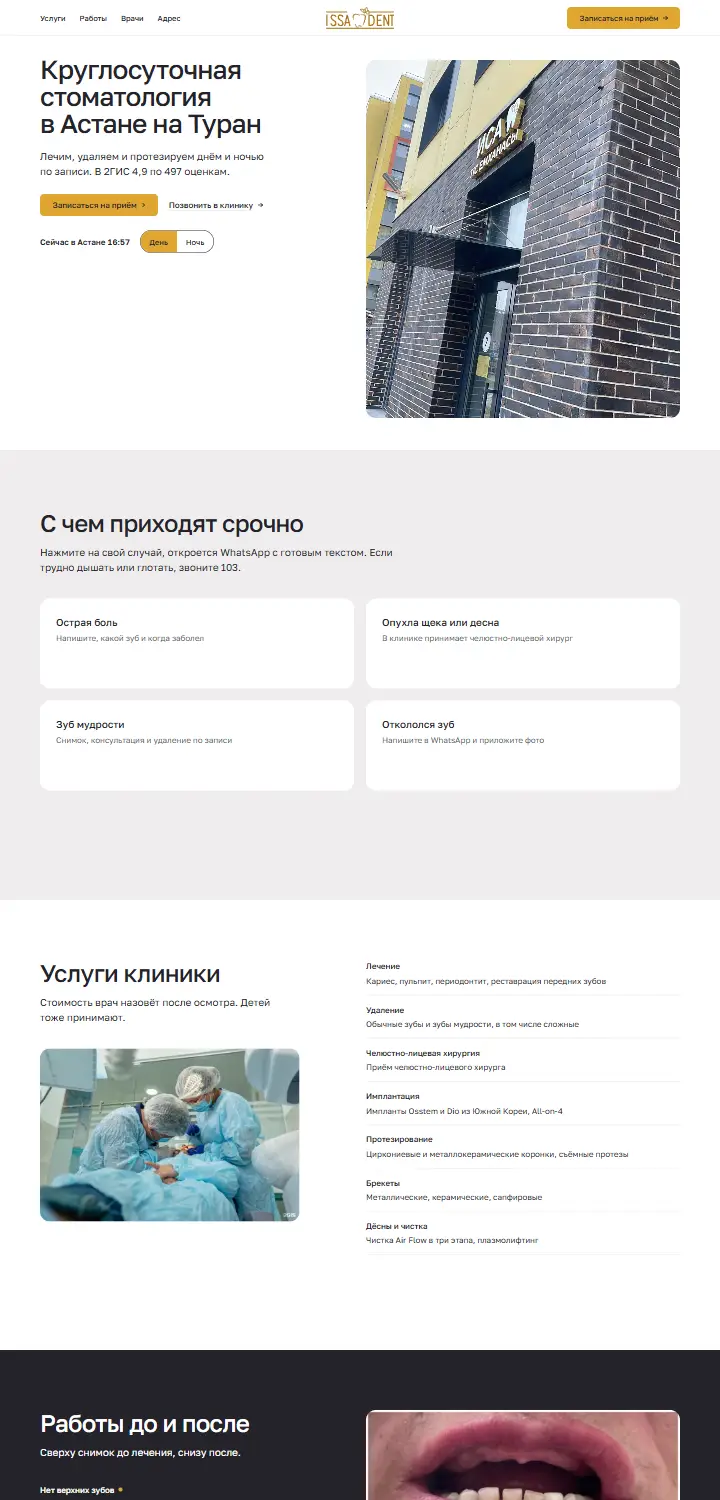 Услуги Работы Врачи Адрес
ISSA DENT
Записаться на приём →
Круглосуточная
стоматология
в Астане на Туран
Лечим, удаляем и протезируем днём и ночью
по записи. В 2ГИС 4,9 по 497 оценкам.
Записаться на приём ›
Позвонить в клинику →
Сейчас в Астане 16:57
День Ночь
ИСА
С чем приходят срочно
Нажмите на свой случай, откроется WhatsApp с готовым текстом. Если
трудно дышать или глотать, звоните 103.
Острая боль
Напишите, какой зуб и когда заболел
Опухла щека или десна
В клинике принимает челюстно-лицевой хирург
Зуб мудрости
Снимок, консультация и удаление по записи
Откололся зуб
Напишите в WhatsApp и приложите фото
Услуги клиники
Стоимость врач назовёт после осмотра. Детей
тоже принимают.
Лечение
Кариес, пульпит, периодонтит, реставрация передних зубов
Удаление
Обычные зубы и зубы мудрости, в том числе сложные
Челюстно-лицевая хирургия
Приём челюстно-лицевого хирурга
Имплантация
Импланты Osstem и Dio из Южной Кореи, All-on-4
Протезирование
Циркониевые и металлокерамические коронки, съёмные протезы
Брекеты
Металлические, керамические, сапфировые
Дёсны и чистка
Чистка Air Flow в три этапа, плазмолифтинг
Работы до и после
Сверху снимок до лечения, снизу после.
Нет верхних зубов